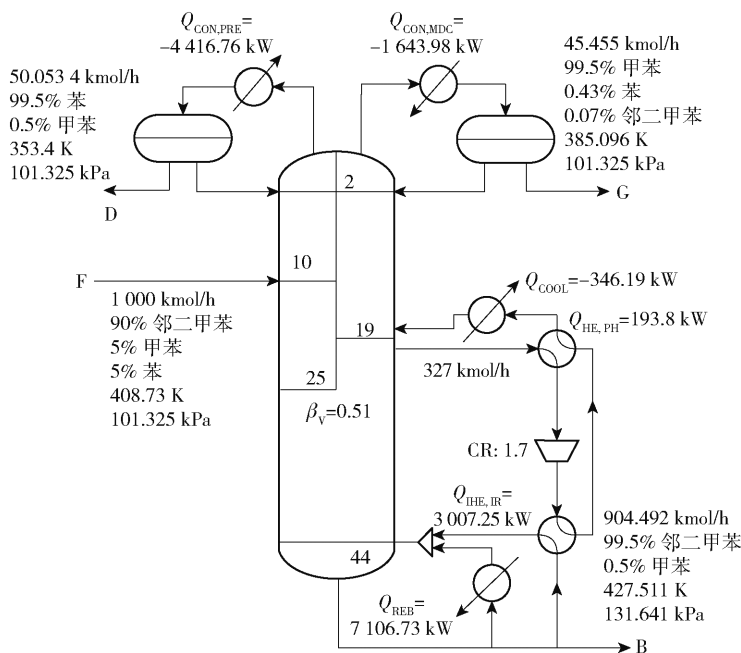 Q_CON,PRE=
−4 416.76 kW
Q_CON,MDC=
−1 643.98 kW
50.053 4 kmol/h
99.5% 苯
0.5% 甲苯
353.4 K
101.325 kPa
45.455 kmol/h
99.5% 甲苯
0.43% 苯
0.07% 邻二甲苯
385.096 K
101.325 kPa
D
G
2
10
F
1 000 kmol/h
90% 邻二甲苯
5% 甲苯
5% 苯
408.73 K
101.325 kPa
19
25
β_V=0.51
Q_COOL=−346.19 kW
Q_HE, PH=193.8 kW
327 kmol/h
CR: 1.7
Q_IHE, IR=
3 007.25 kW
44
904.492 kmol/h
99.5% 邻二甲苯
0.5% 甲苯
427.511 K
131.641 kPa
Q_REB=
7 106.73 kW
B